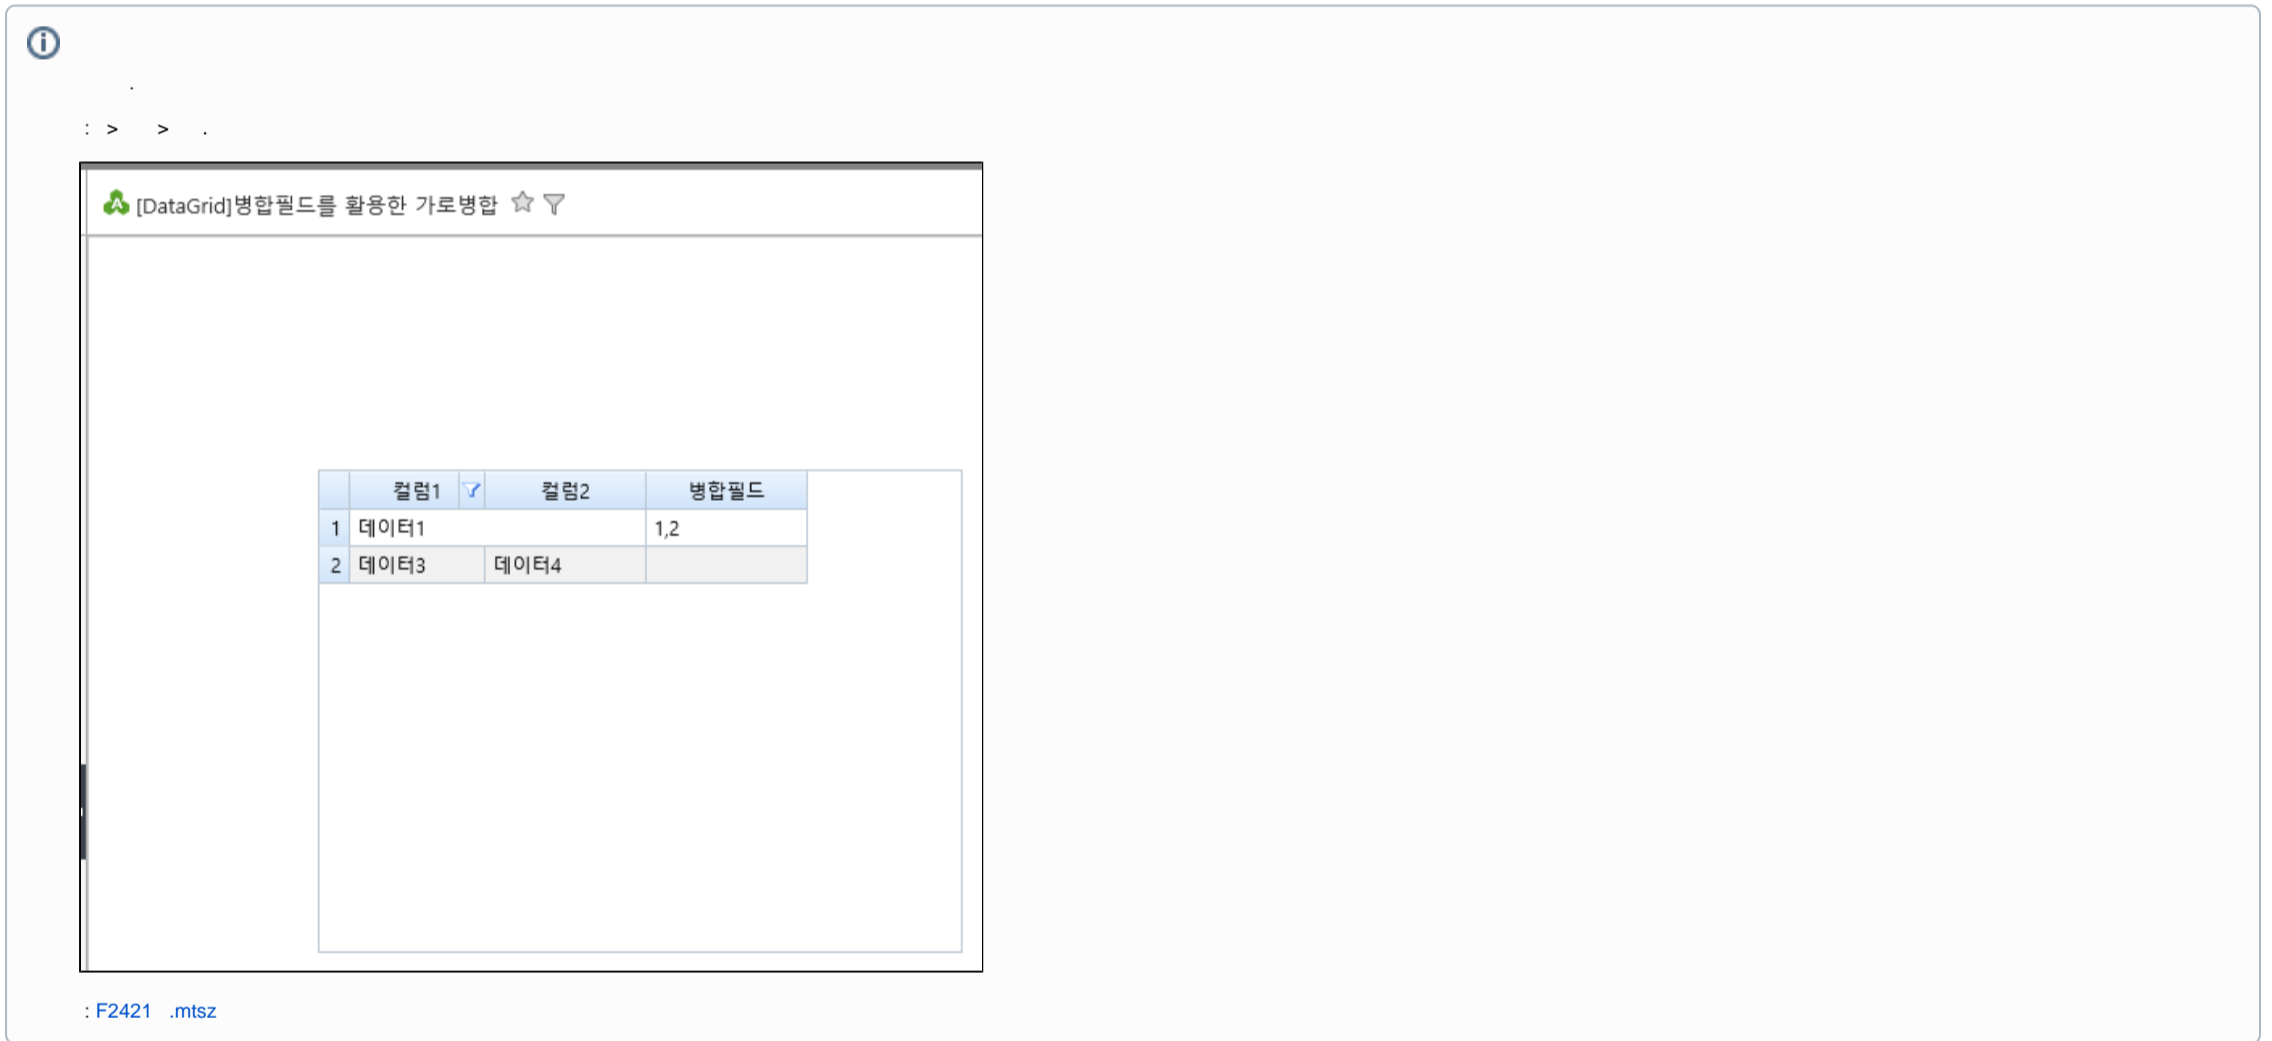 .
: > > .
[DataGrid]병합필드를 활용한 가로병합
컬럼1 컬럼2 병합필드
1 데이터1 1,2
2 데이터3 데이터4
: F2421 .mtsz